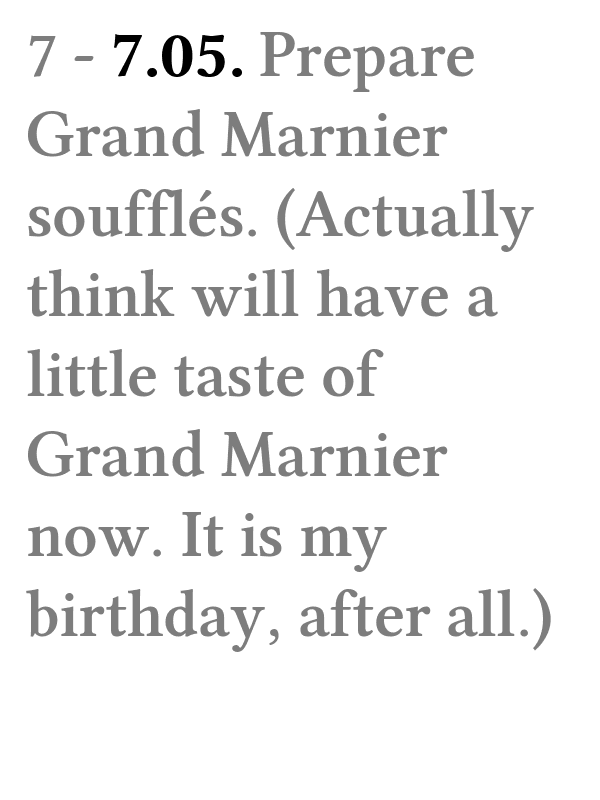 7 - 7.05. Prepare
Grand Marnier
soufflés. (Actually
think will have a
little taste of
Grand Marnier
now. It is my
birthday, after all.)